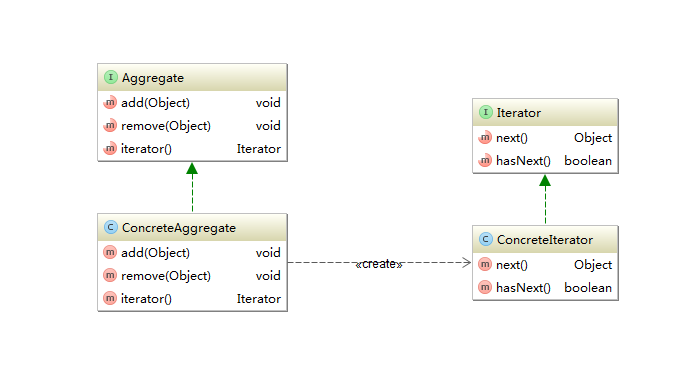 I Aggregate
m add(Object) void
m remove(Object) void
m iterator() Iterator
I Iterator
m next() Object
m hasNext() boolean
C ConcreteAggregate
m add(Object) void
m remove(Object) void
m iterator() Iterator
«create»
C ConcreteIterator
m next() Object
m hasNext() boolean